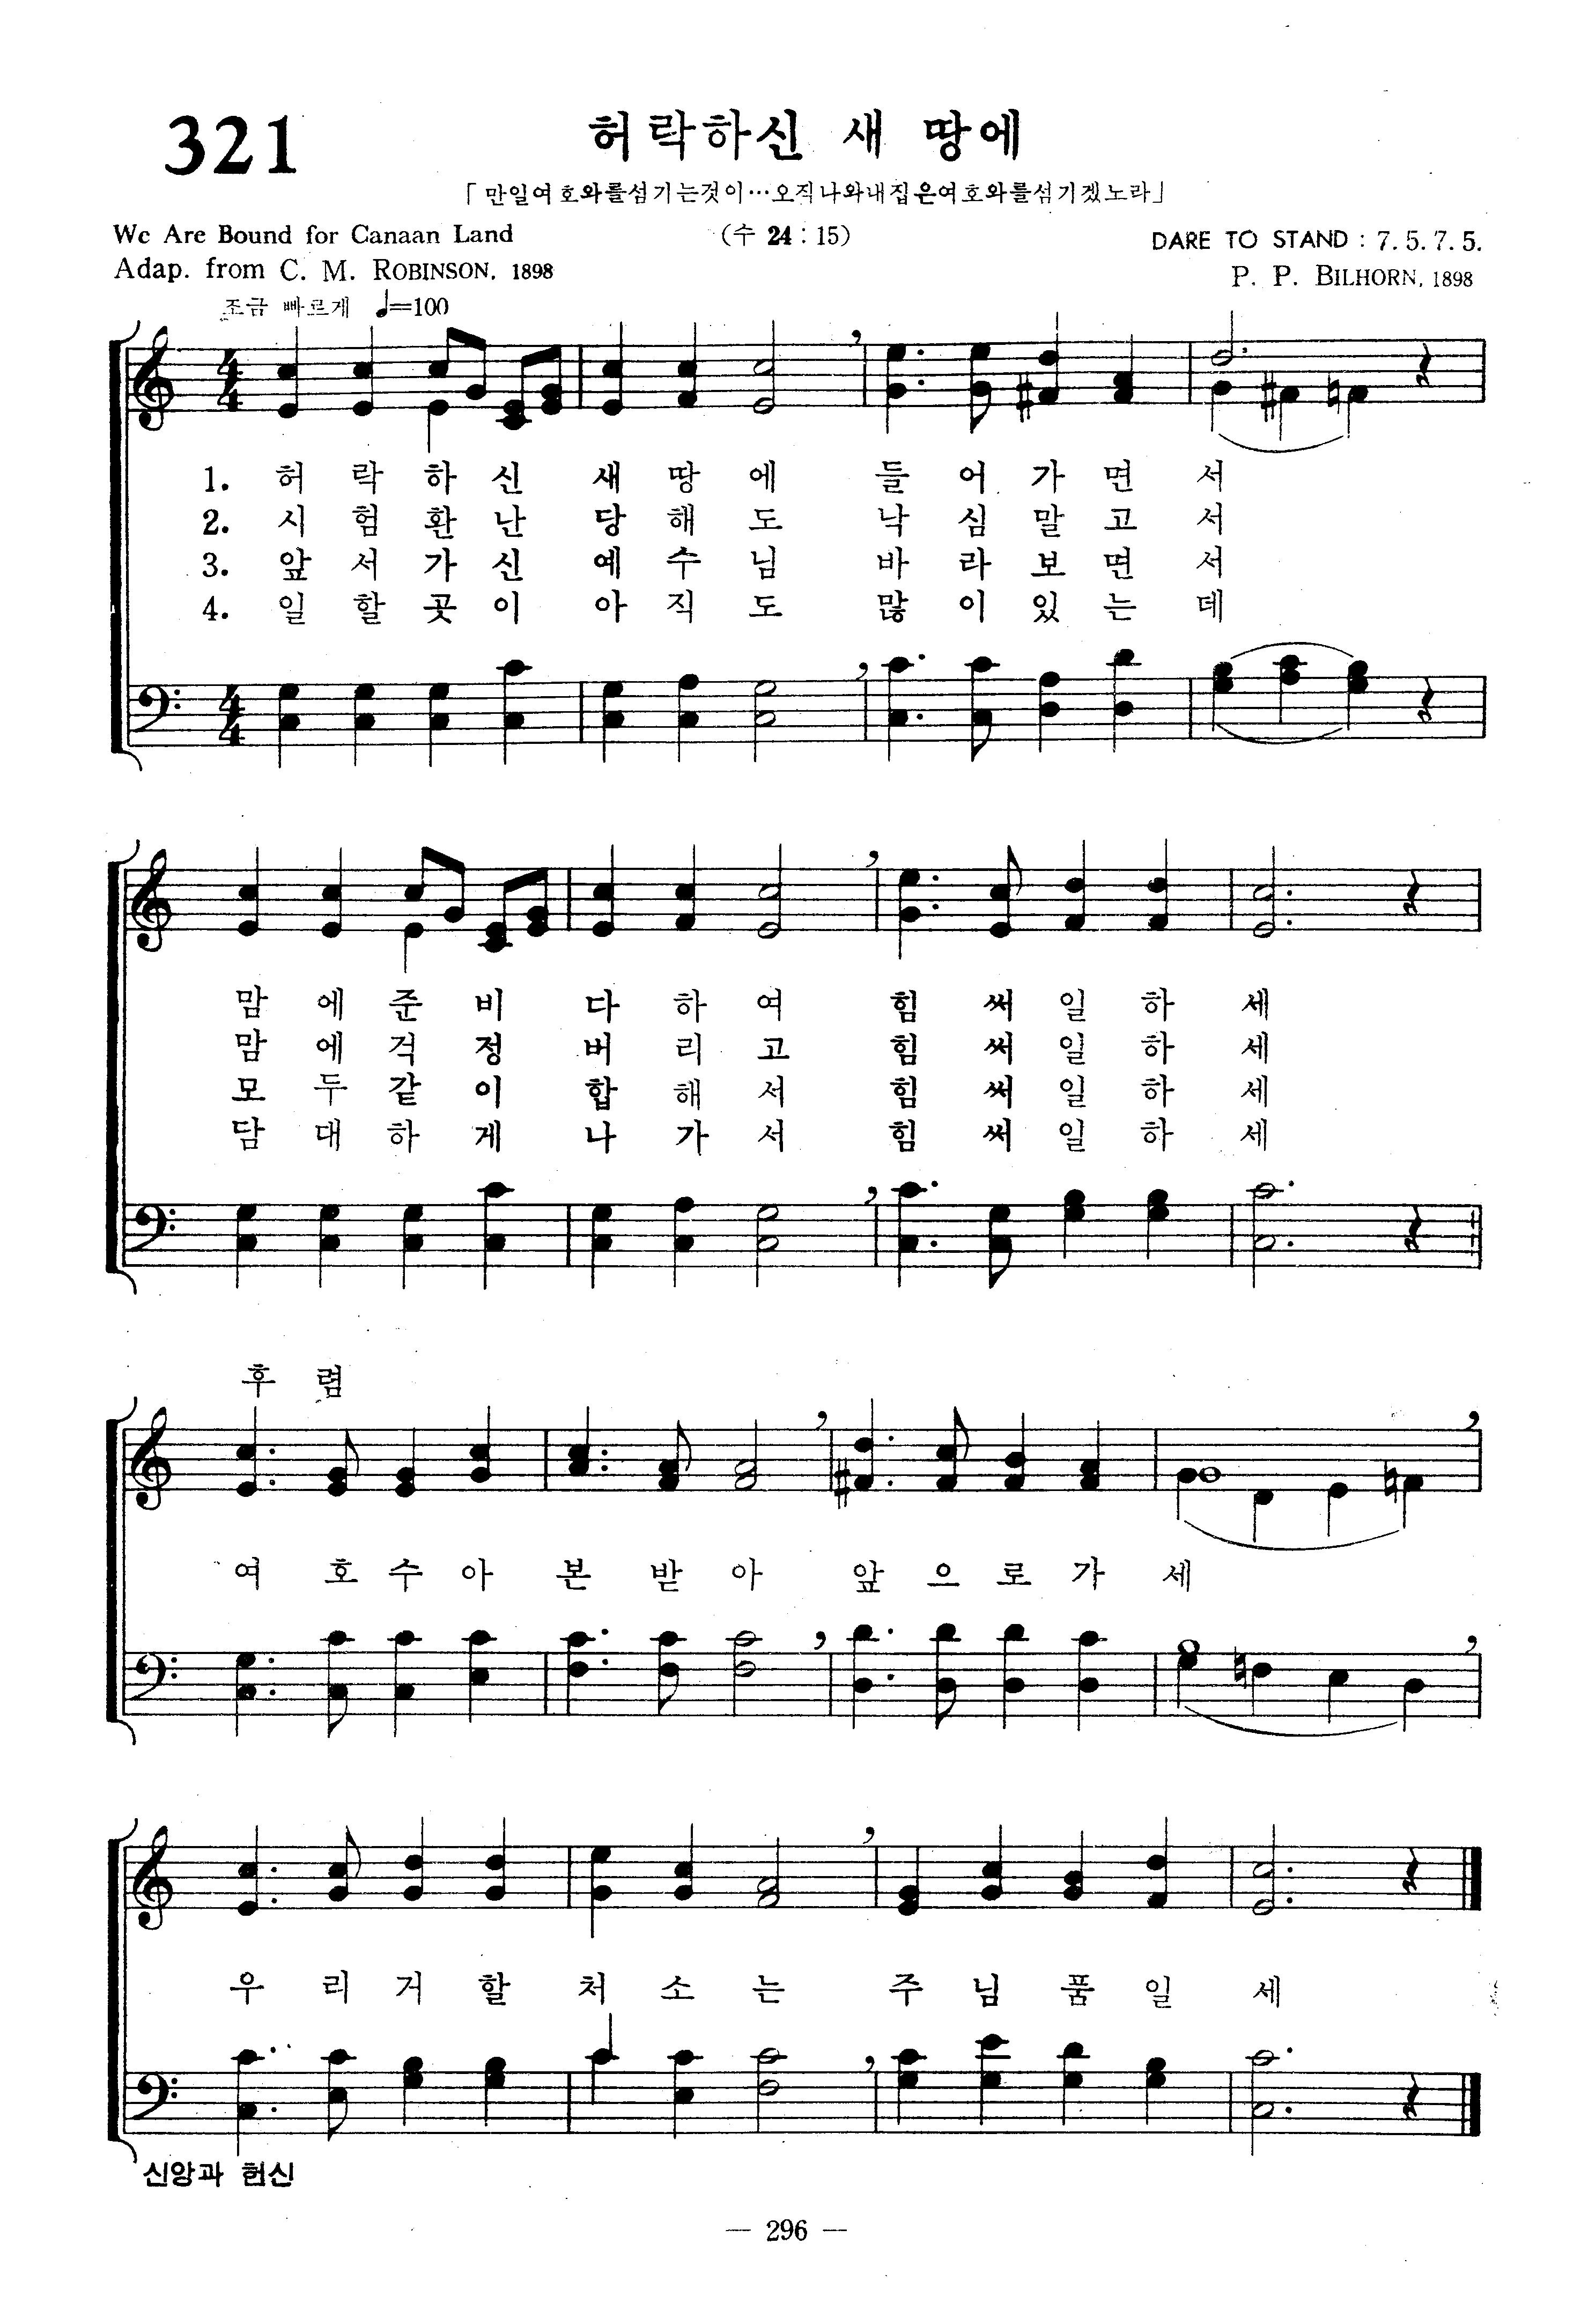 321
허락하신 새 땅에
「만일여호와를섬기는것이…오직나와내집은여호와를섬기겠노라」
We Are Bound for Canaan Land
(수 24 : 15)
DARE TO STAND : 7. 5. 7. 5.
Adap. from C. M. ROBINSON, 1898
P. P. BILHORN, 1898
조금 빠르게 ♩=100
1. 허 락 하 신 새 땅 에 들 어 가 면 서
2. 시 험 환 난 당 해 도 낙 심 말 고 서
3. 앞 서 가 신 예 수 님 바 라 보 면 서
4. 일 할 곳 이 아 직 도 많 이 있 는 데
맘 에 준 비 다 하 여 힘 써 일 하 세
맘 에 걱 정 버 리 고 힘 써 일 하 세
모 두 같 이 합 해 서 힘 써 일 하 세
담 대 하 게 나 가 서 힘 써 일 하 세
후 렴
여 호 수 아 본 받 아 앞 으 로 가 세
우 리 거 할 처 소 는 주 님 품 일 세
신앙과 헌신
— 296 —